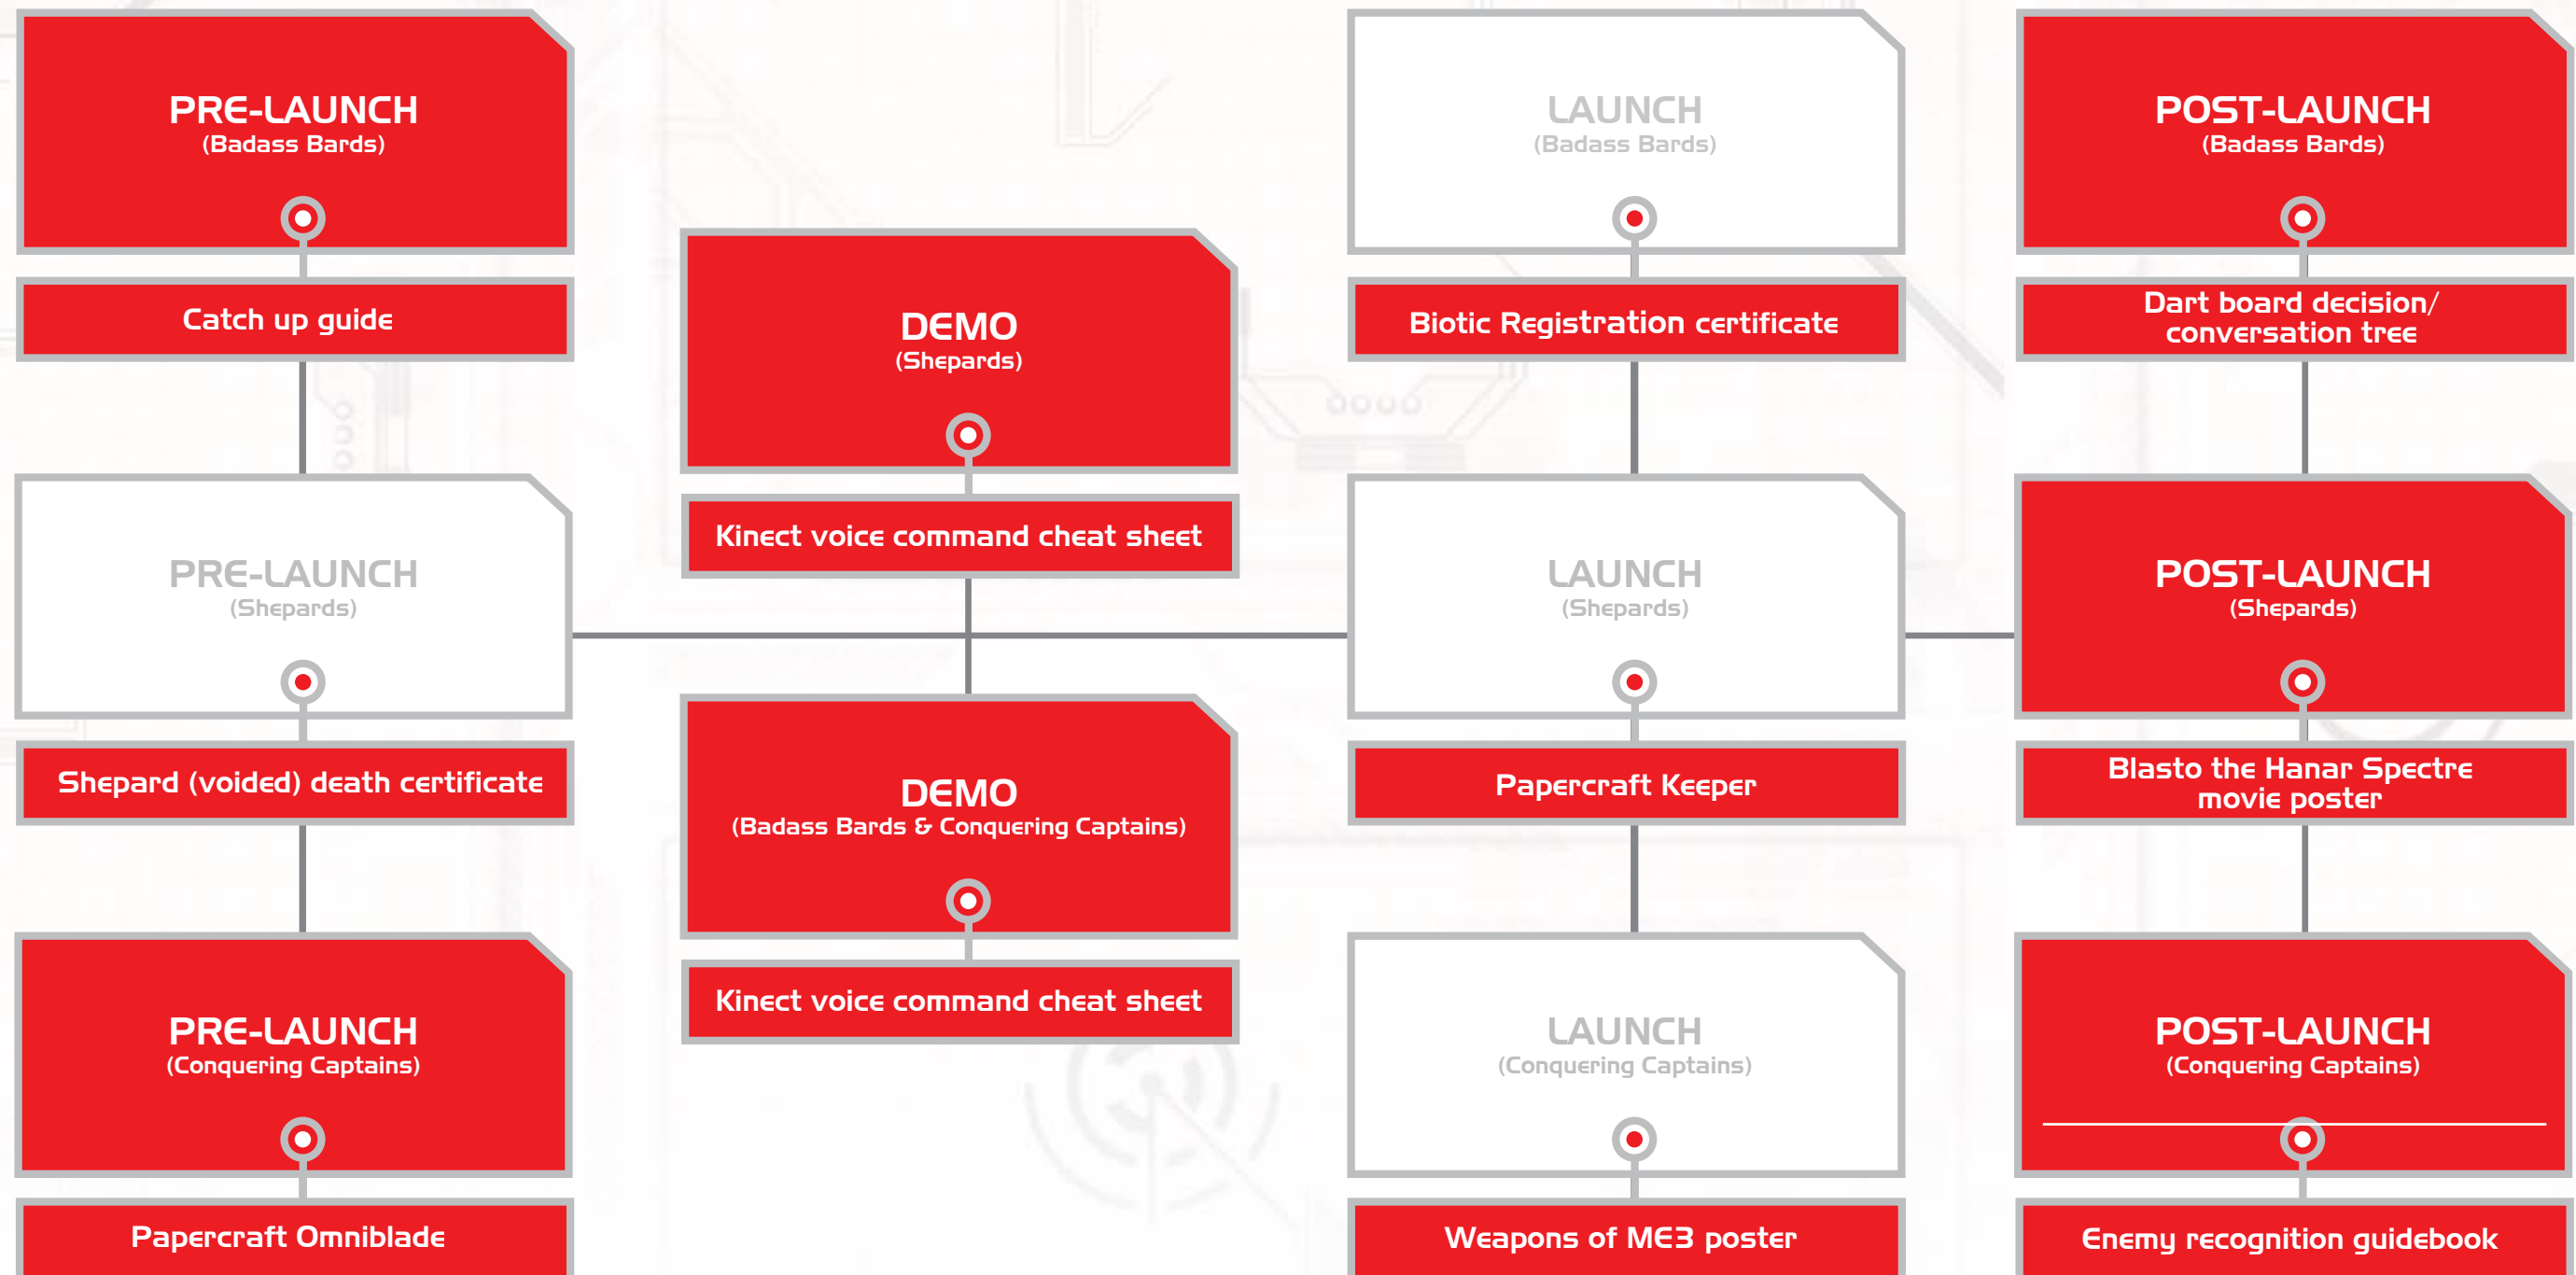 PRE-LAUNCH
(Badass Bards)
Catch up guide
PRE-LAUNCH
(Shepards)
Shepard (voided) death certificate
PRE-LAUNCH
(Conquering Captains)
Papercraft Omniblade
DEMO
(Shepards)
Kinect voice command cheat sheet
DEMO
(Badass Bards & Conquering Captains)
Kinect voice command cheat sheet
LAUNCH
(Badass Bards)
Biotic Registration certificate
LAUNCH
(Shepards)
Papercraft Keeper
LAUNCH
(Conquering Captains)
Weapons of ME3 poster
POST-LAUNCH
(Badass Bards)
Dart board decision/
conversation tree
POST-LAUNCH
(Shepards)
Blasto the Hanar Spectre
movie poster
POST-LAUNCH
(Conquering Captains)
Enemy recognition guidebook